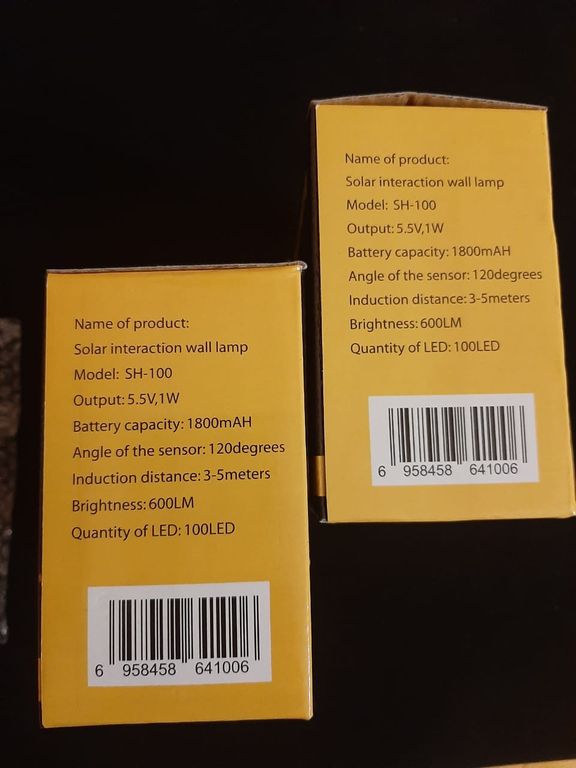 Name of product:
Solar interaction wall lamp
Model: SH-100
Output: 5.5V,1W
Battery capacity: 1800mAH
Angle of the sensor: 120degrees
Induction distance: 3-5meters
Brightness: 600LM
Quantity of LED: 100LED
6 958458 641006
Name of product:
Solar interaction wall lamp
Model: SH-100
Output: 5.5V,1W
Battery capacity: 1800mAH
Angle of the sensor: 120degrees
Induction distance: 3-5meters
Brightness: 600LM
Quantity of LED: 100LED
6 958458 641006